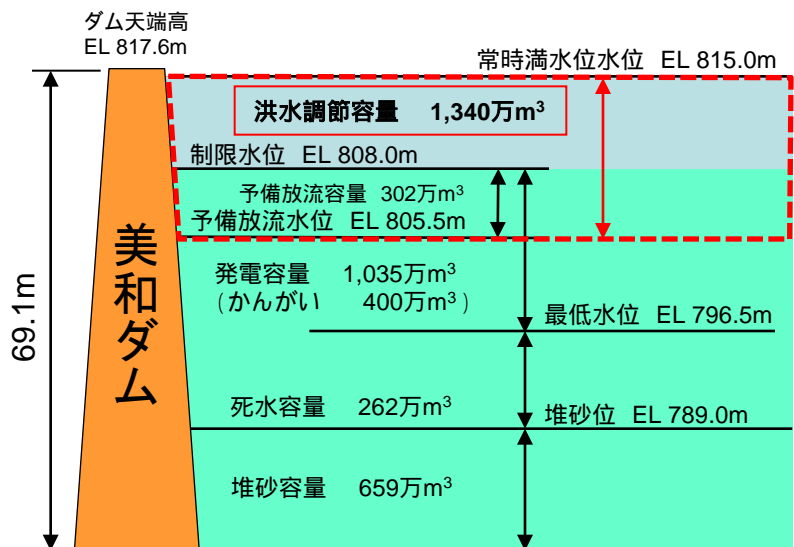 ダム天端高
EL 817.6m
常時満水位水位 EL 815.0m
洪水調節容量 1,340万m³
制限水位 EL 808.0m
予備放流容量 302万m³
予備放流水位 EL 805.5m
発電容量 1,035万m³
(かんがい 400万m³)
最低水位 EL 796.5m
死水容量 262万m³
堆砂位 EL 789.0m
堆砂容量 659万m³
美和ダム
69.1m